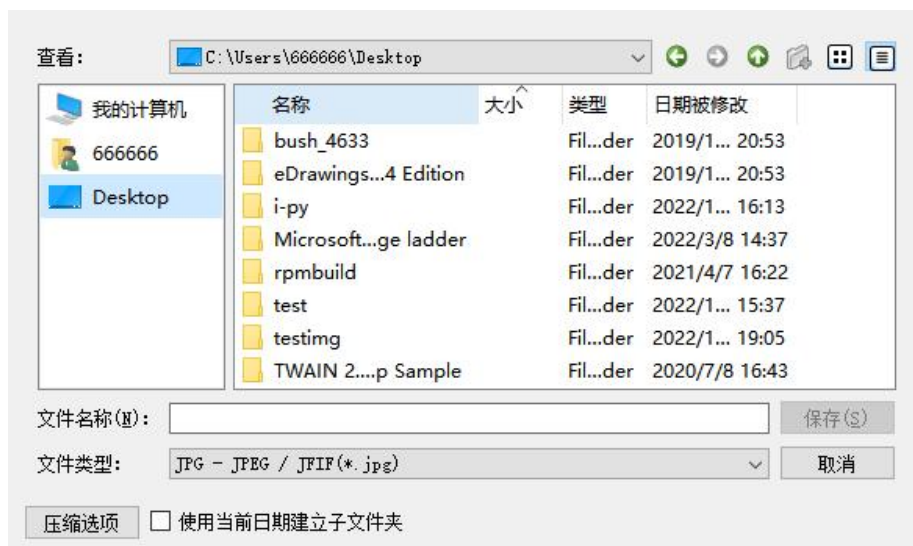 查看: C:\Users\666666\Desktop
我的计算机
666666
Desktop
名称 大小 类型 日期被修改
bush_4633 Fil...der 2019/1... 20:53
eDrawings...4 Edition Fil...der 2019/1... 20:53
i-py Fil...der 2022/1... 16:13
Microsoft...ge ladder Fil...der 2022/3/8 14:37
rpmbuild Fil...der 2021/4/7 16:22
test Fil...der 2022/1... 15:37
testimg Fil...der 2022/1... 19:05
TWAIN 2....p Sample Fil...der 2020/7/8 16:43
文件名称(N): 保存(S)
文件类型: JPG - JPEG / JFIF(*.jpg) 取消
压缩选项 使用当前日期建立子文件夹